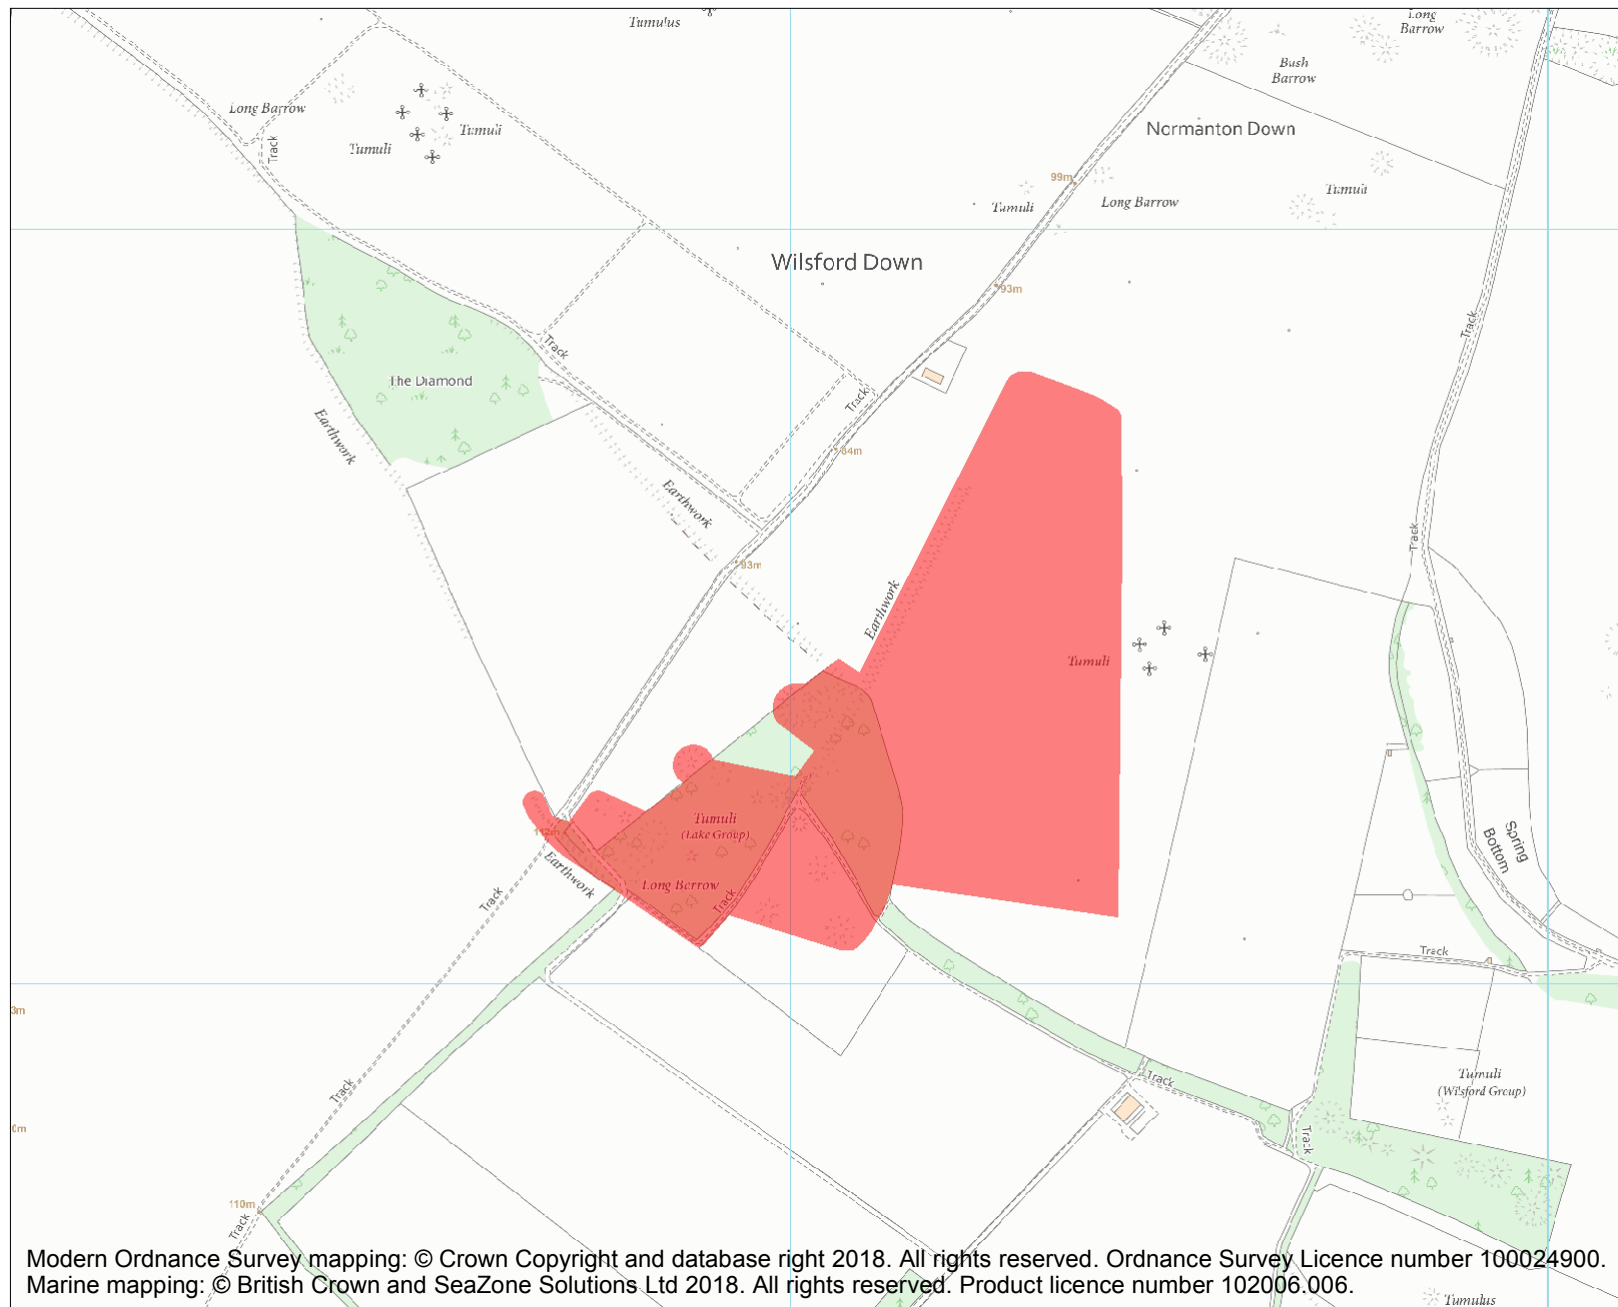 Tumulus
Long
Barrow
Bush
Barrow
Long Barrow
Tumuli
Tumuli
Track
Normanton Down
99m
Tumuli
Long Barrow
Tumuli
Wilsford Down
93m
Track
Track
The Diamond
Track
Earthwork
84m
Earthwork
Track
93m
Earthwork
Tumuli
Tumuli
(Lake Group)
112m
Earthwork
Long Barrow
Track
Track
Spring
Bottom
Track
3m
Track
Track
Tumuli
(Wilsford Group)
0m
Track
110m
Track
Modern Ordnance Survey mapping: © Crown Copyright and database right 2018. All rights reserved. Ordnance Survey Licence number 100024900.
Marine mapping: © British Crown and SeaZone Solutions Ltd 2018. All rights reserved. Product licence number 102006.006.
Tumulus